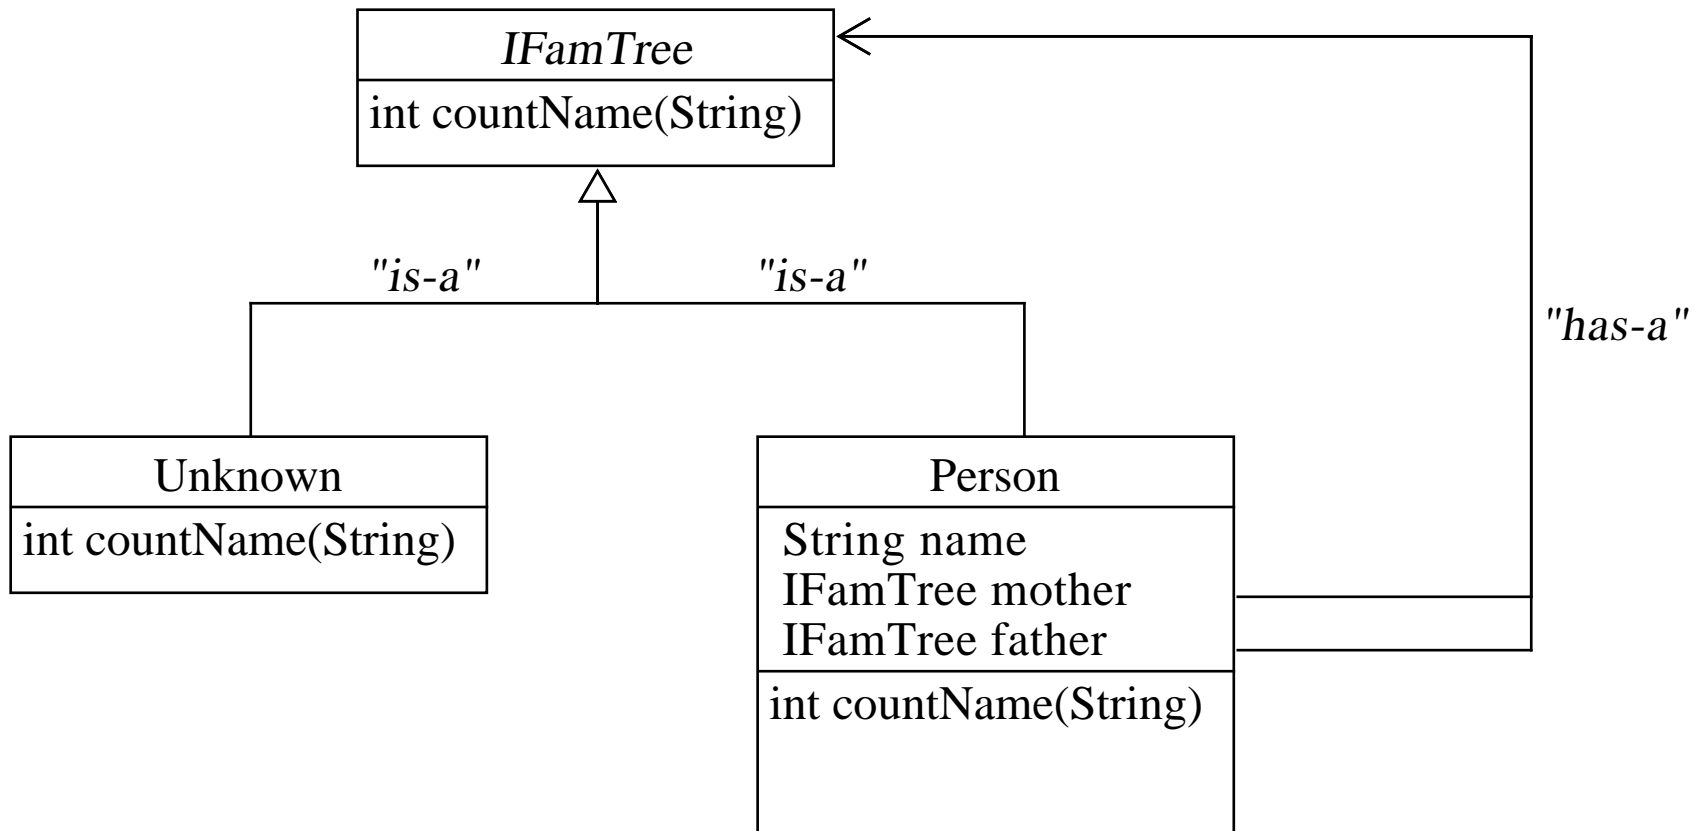 IFamTree
int countName(String)
"is-a"
"is-a"
"has-a"
Unknown
int countName(String)
Person
String name
IFamTree mother
IFamTree father
int countName(String)